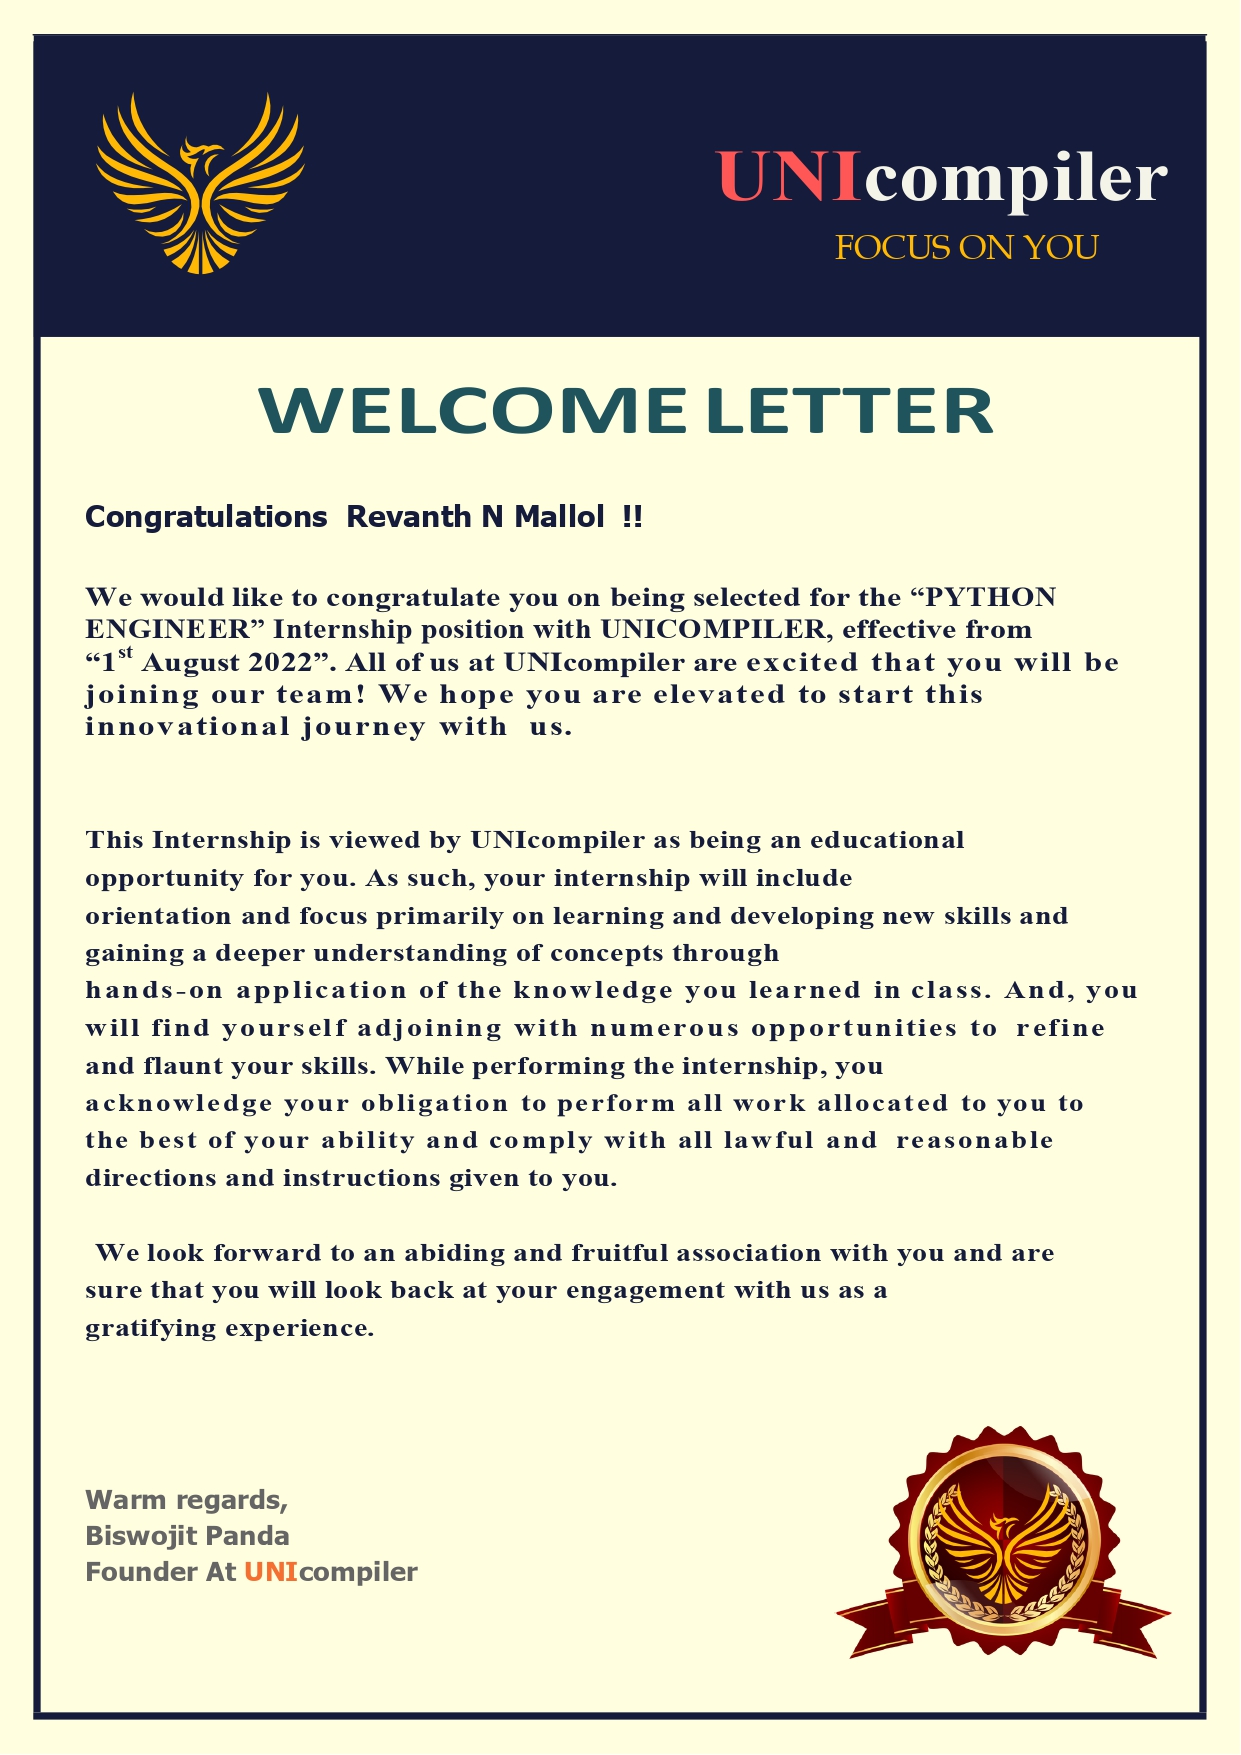 UNIcompiler
FOCUS ON YOU
WELCOME LETTER
Congratulations Revanth N Mallol !!
We would like to congratulate you on being selected for the “PYTHON
ENGINEER” Internship position with UNICOMPILER, effective from
“1st August 2022”. All of us at UNIcompiler are excited that you will be
joining our team! We hope you are elevated to start this
innovational journey with us.
This Internship is viewed by UNIcompiler as being an educational
opportunity for you. As such, your internship will include
orientation and focus primarily on learning and developing new skills and
gaining a deeper understanding of concepts through
hands-on application of the knowledge you learned in class. And, you
will find yourself adjoining with numerous opportunities to refine
and flaunt your skills. While performing the internship, you
acknowledge your obligation to perform all work allocated to you to
the best of your ability and comply with all lawful and reasonable
directions and instructions given to you.
We look forward to an abiding and fruitful association with you and are
sure that you will look back at your engagement with us as a
gratifying experience.
Warm regards,
Biswojit Panda
Founder At UNIcompiler